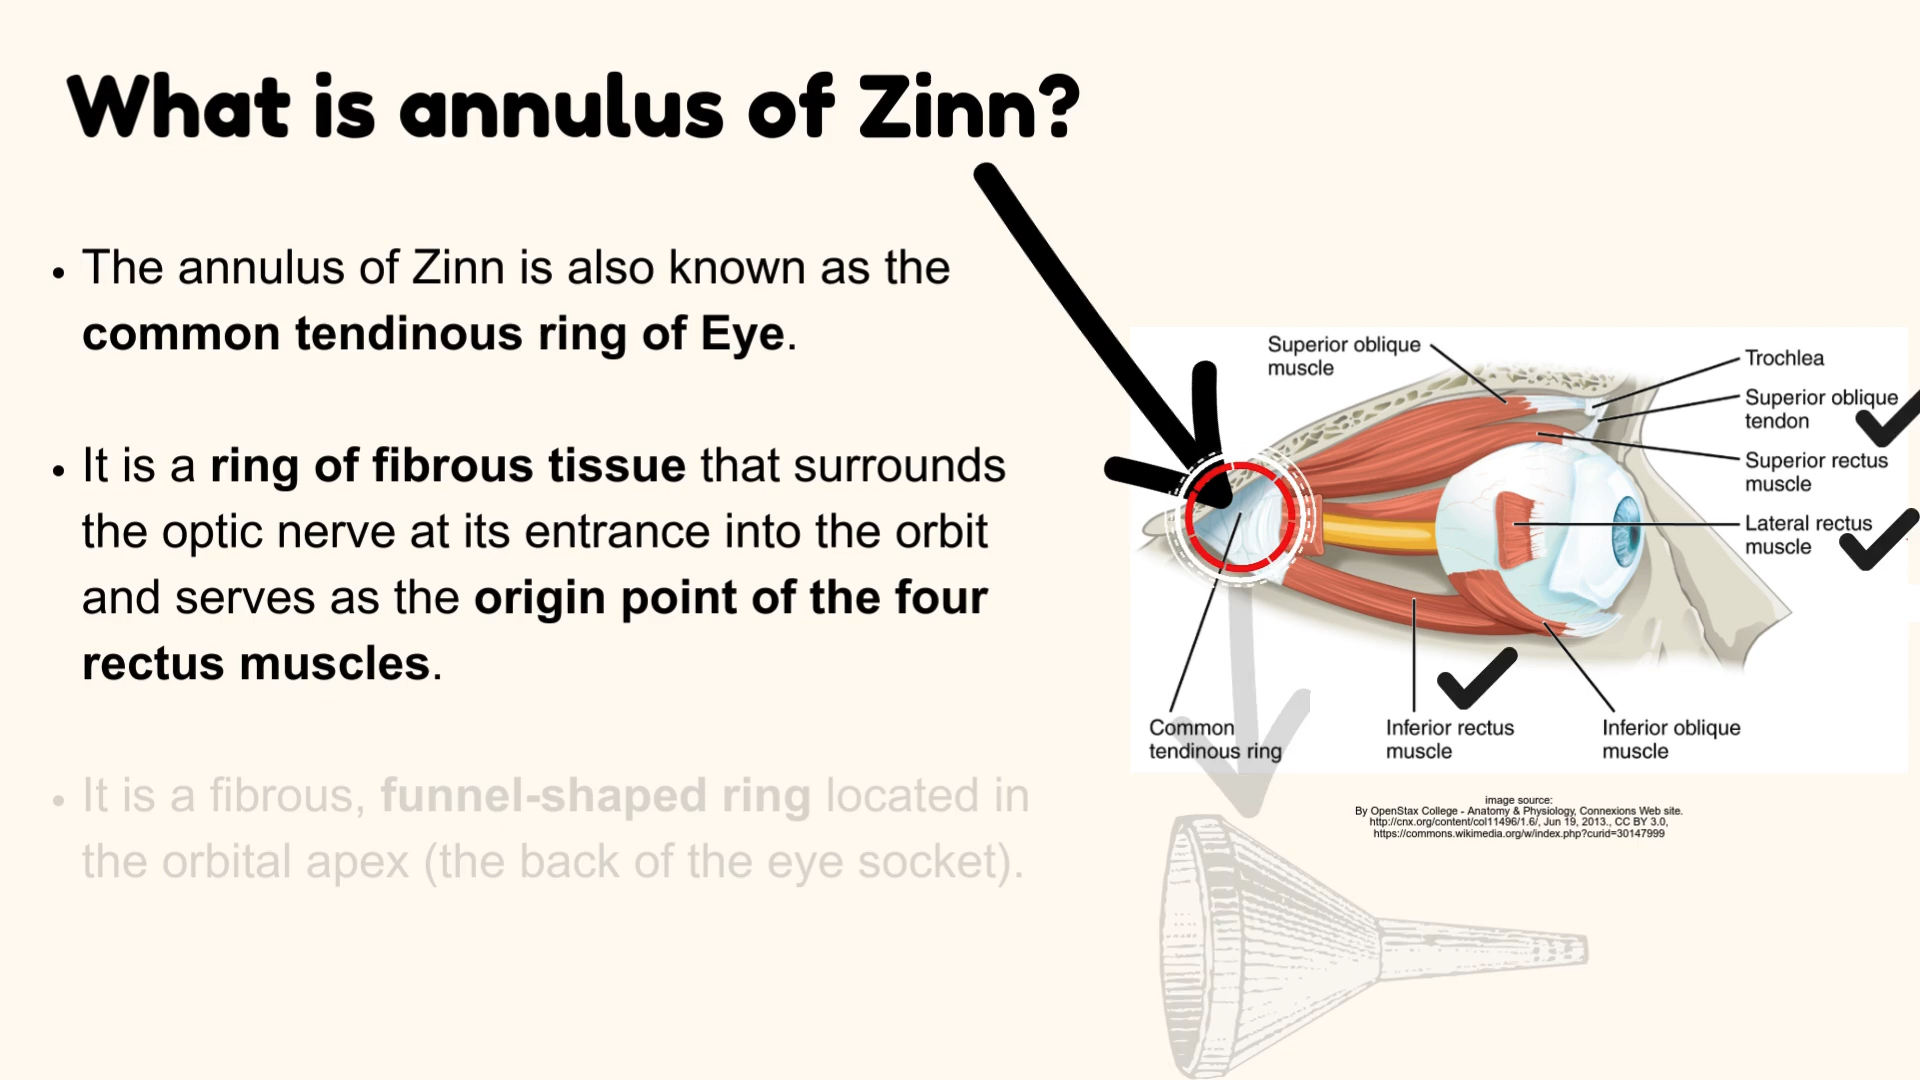 What is annulus of Zinn?
• The annulus of Zinn is also known as the
common tendinous ring of Eye.
• It is a ring of fibrous tissue that surrounds
the optic nerve at its entrance into the orbit
and serves as the origin point of the four
rectus muscles.
• It is a fibrous, funnel-shaped ring located in
the orbital apex (the back of the eye socket).
Superior oblique
muscle
Trochlea
Superior oblique
tendon
Superior rectus
muscle
Lateral rectus
muscle
Common
tendinous ring
Inferior rectus
muscle
Inferior oblique
muscle
image source:
By OpenStax College - Anatomy & Physiology, Connexions Web site.
http://cnx.org/content/col11496/1.6/, Jun 19, 2013., CC BY 3.0,
https://commons.wikimedia.org/w/index.php?curid=30147999